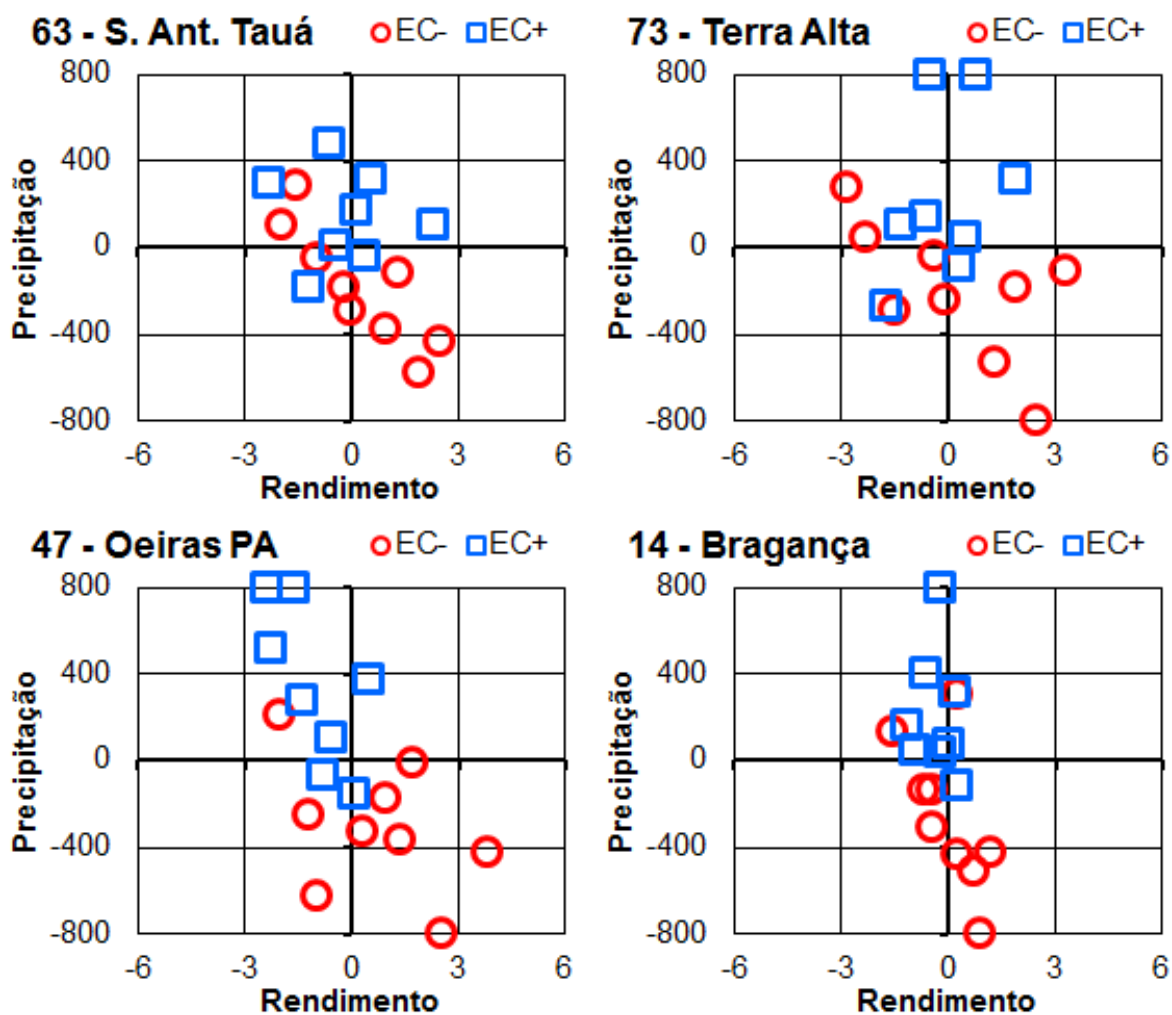 63 - S. Ant. Tauá EC- EC+
800
400
0
-400
-800
Precipitação
-6 -3 0 3 6
Rendimento
73 - Terra Alta EC- EC+
800
400
0
-400
-800
Precipitação
-6 -3 0 3 6
Rendimento
47 - Oeiras PA EC- EC+
800
400
0
-400
-800
Precipitação
-6 -3 0 3 6
Rendimento
14 - Bragança EC- EC+
800
400
0
-400
-800
Precipitação
-6 -3 0 3 6
Rendimento